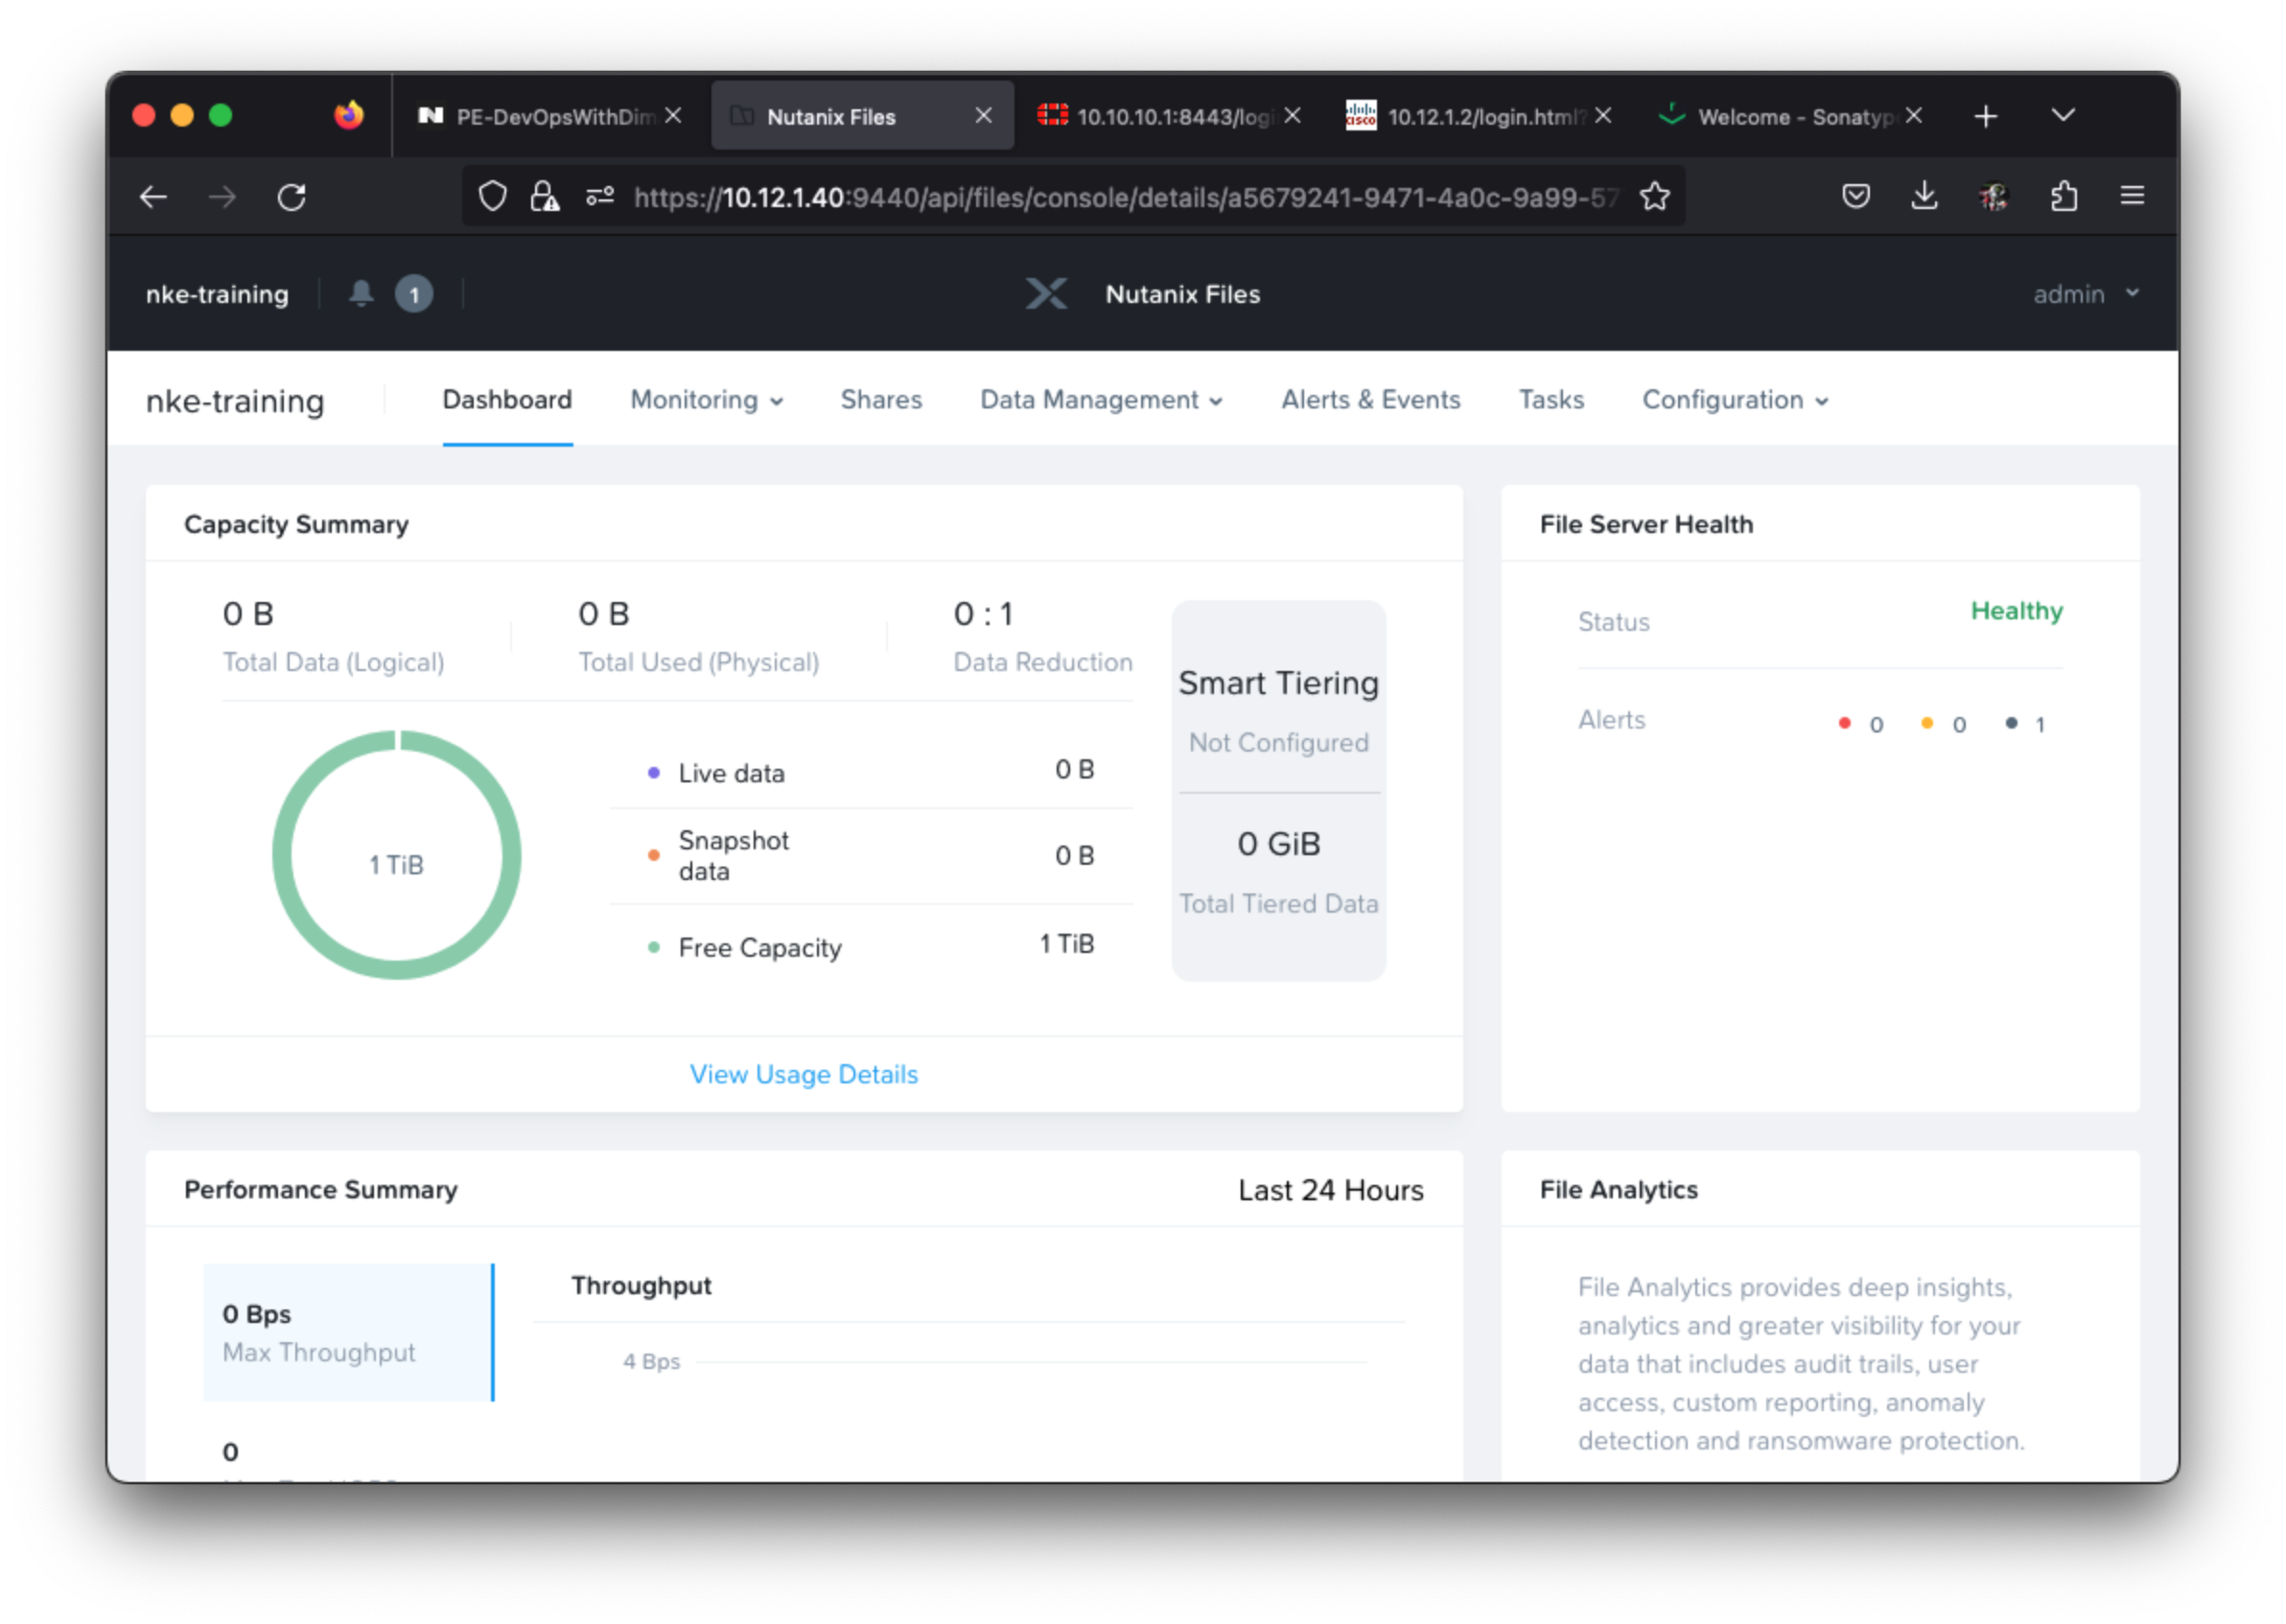 PE-DevOpsWithDim
Nutanix Files
10.10.10.1:8443/logi
10.12.1.2/login.html?
Welcome - Sonatyp
https://10.12.1.40:9440/api/files/console/details/a5679241-9471-4a0c-9a99-57
nke-training
1
Nutanix Files
admin
nke-training
Dashboard
Monitoring
Shares
Data Management
Alerts & Events
Tasks
Configuration
Capacity Summary
0 B
Total Data (Logical)
0 B
Total Used (Physical)
0 : 1
Data Reduction
1 TiB
Live data
0 B
Snapshot
data
0 B
Free Capacity
1 TiB
Smart Tiering
Not Configured
0 GiB
Total Tiered Data
View Usage Details
File Server Health
Status
Healthy
Alerts
0
0
1
Performance Summary
Last 24 Hours
0 Bps
Max Throughput
0
Throughput
4 Bps
File Analytics
File Analytics provides deep insights,
analytics and greater visibility for your
data that includes audit trails, user
access, custom reporting, anomaly
detection and ransomware protection.